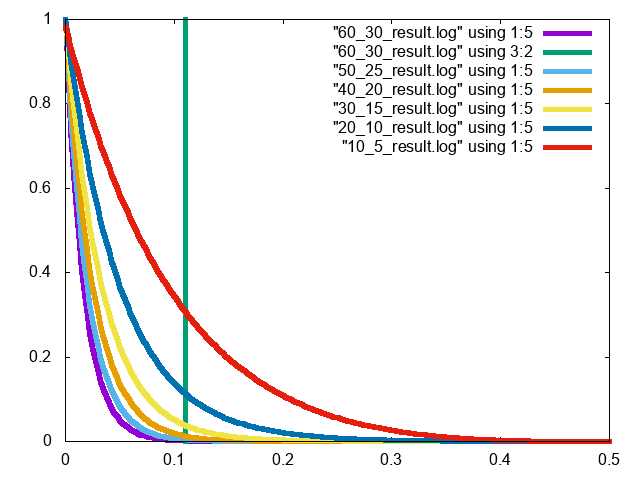 "60_30_result.log" using 1:5
"60_30_result.log" using 3:2
"50_25_result.log" using 1:5
"40_20_result.log" using 1:5
"30_15_result.log" using 1:5
"20_10_result.log" using 1:5
"10_5_result.log" using 1:5
1
0.8
0.6
0.4
0.2
0
0 0.1 0.2 0.3 0.4 0.5